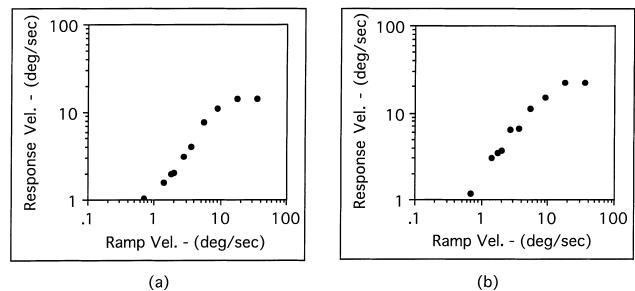 100
10
1
.1
1
10
100
Response Vel. - (deg/sec)
Ramp Vel. - (deg/sec)
(a)
100
10
1
.1
1
10
100
Response Vel. - (deg/sec)
Ramp Vel. - (deg/sec)
(b)